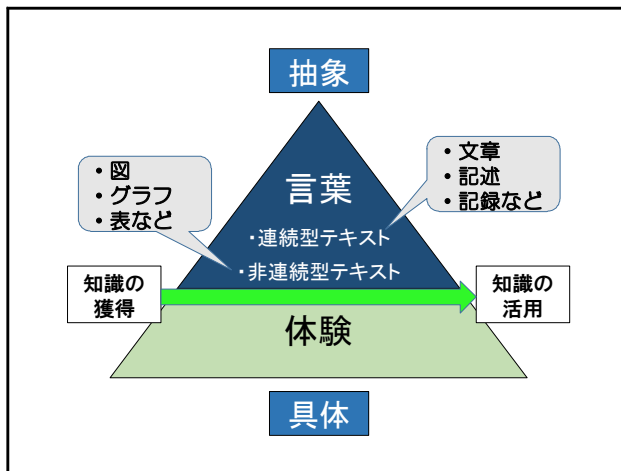 抽象
・図
・グラフ
・表など
・文章
・記述
・記録など
言葉
・連続型テキスト
・非連続型テキスト
知識の
獲得
知識の
活用
体験
具体